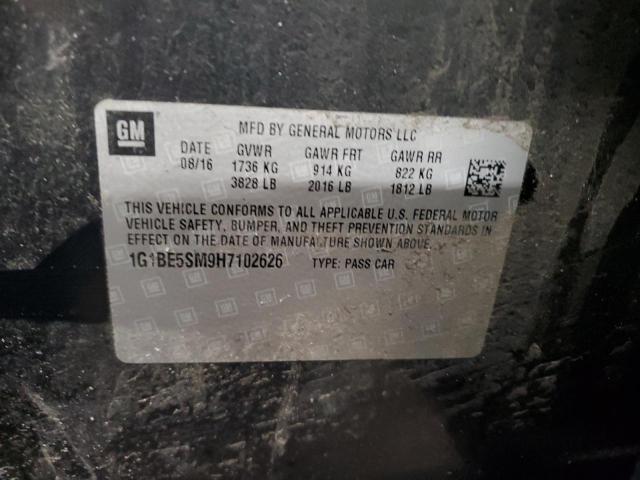 GM
MFD BY GENERAL MOTORS LLC
DATE GVWR GAWR FRT GAWR RR
08/16 1736 KG 914 KG 822 KG
3828 LB 2016 LB 1812 LB
THIS VEHICLE CONFORMS TO ALL APPLICABLE U.S. FEDERAL MOTOR
VEHICLE SAFETY, BUMPER, AND THEFT PREVENTION STANDARDS IN
EFFECT ON THE DATE OF MANUFACTURE SHOWN ABOVE.
1G1BE5SM9H7102626 TYPE: PASS CAR